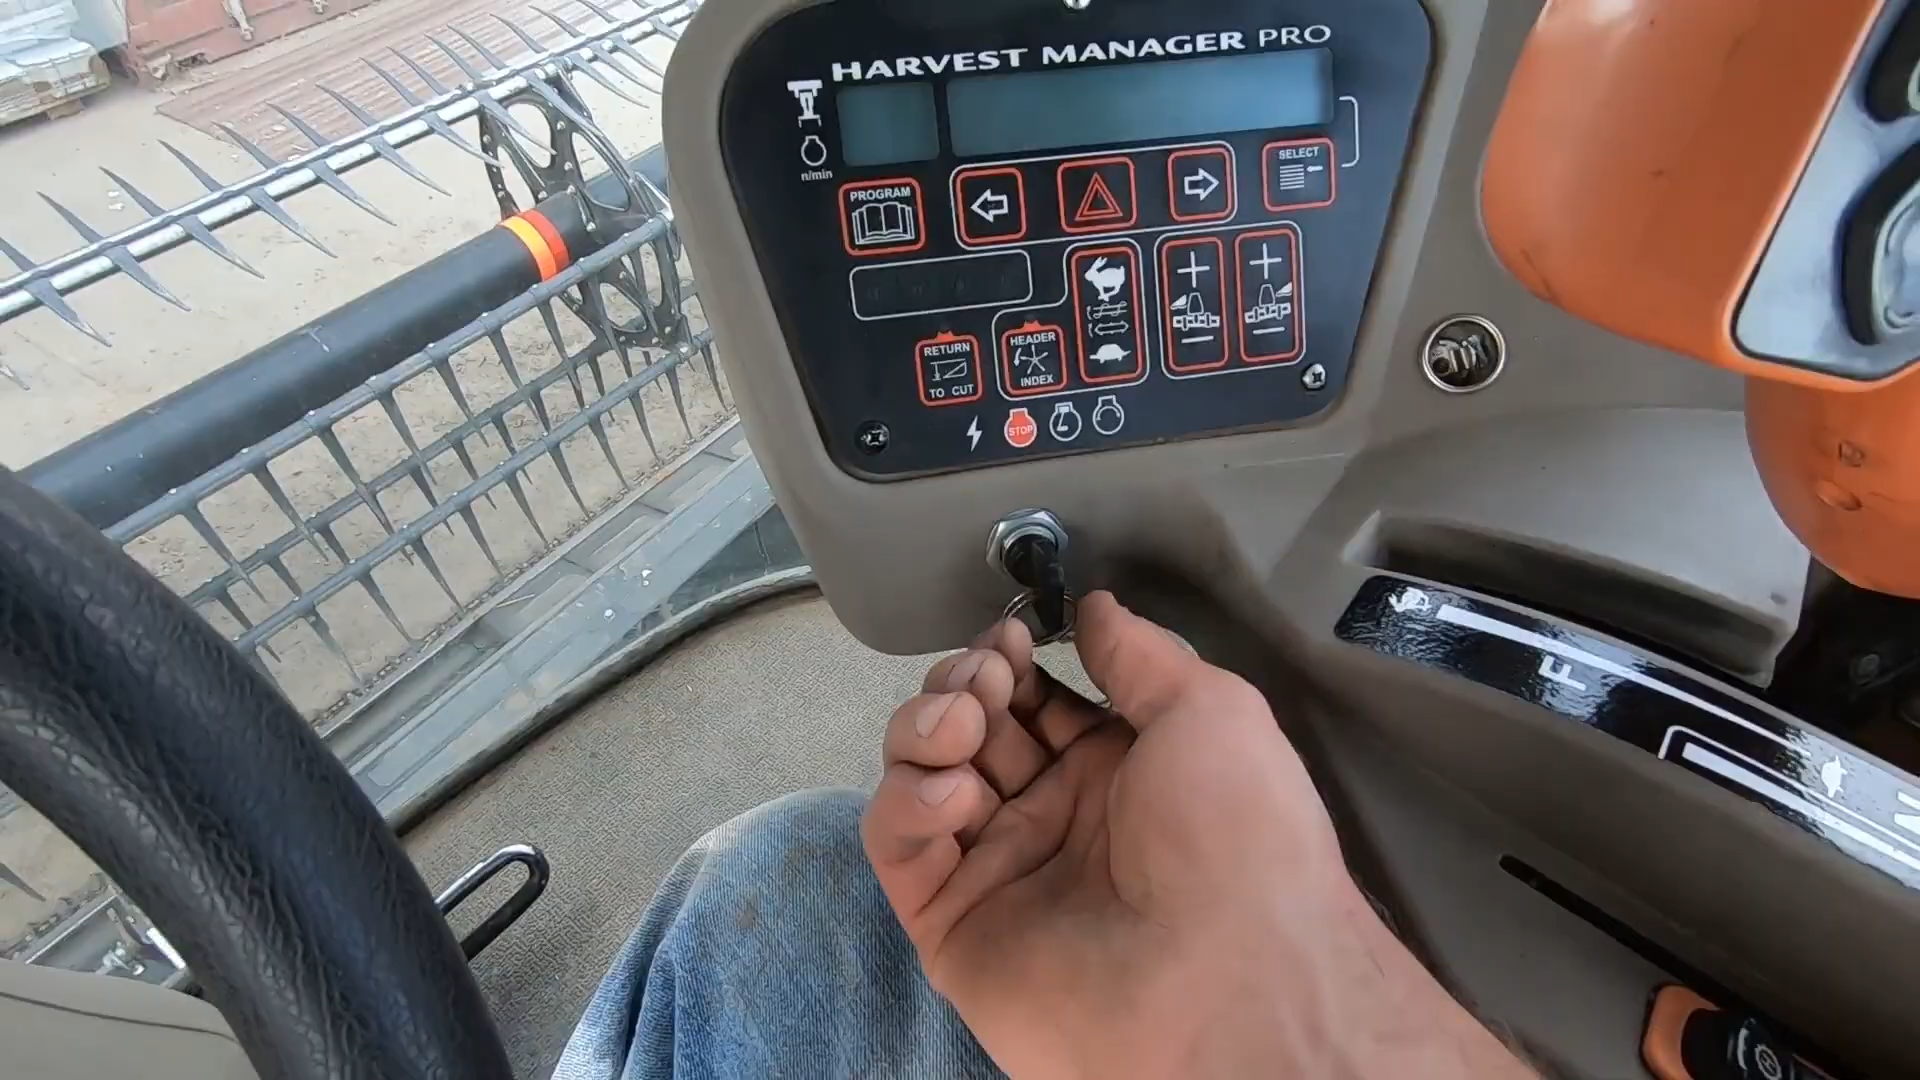 HARVEST MANAGER PRO
n/min
PROGRAM
SELECT
RETURN
TO CUT
HEADER
INDEX
STOP
F